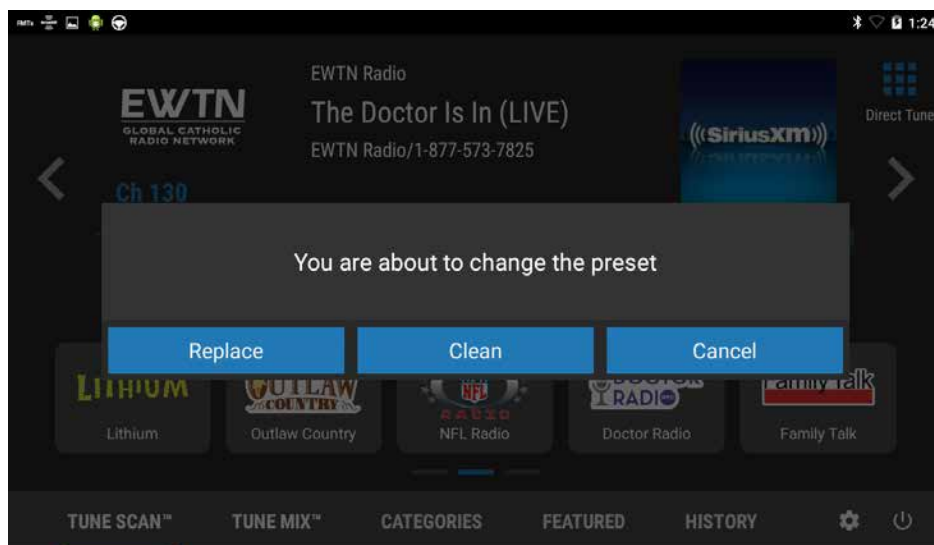 1:24
EWTN Radio
EWTN
The Doctor Is In (LIVE)
GLOBAL CATHOLIC
RADIO NETWORK
EWTN Radio/1-877-573-7825
(((SiriusXM)))
Direct Tune
Ch 130
You are about to change the preset
Replace Clean Cancel
LITHIUM OUTLAW COUNTRY NFL RADIO DOCTOR RADIO Family Talk
Lithium Outlaw Country NFL Radio Doctor Radio Family Talk
TUNE SCAN™ TUNE MIX™ CATEGORIES FEATURED HISTORY